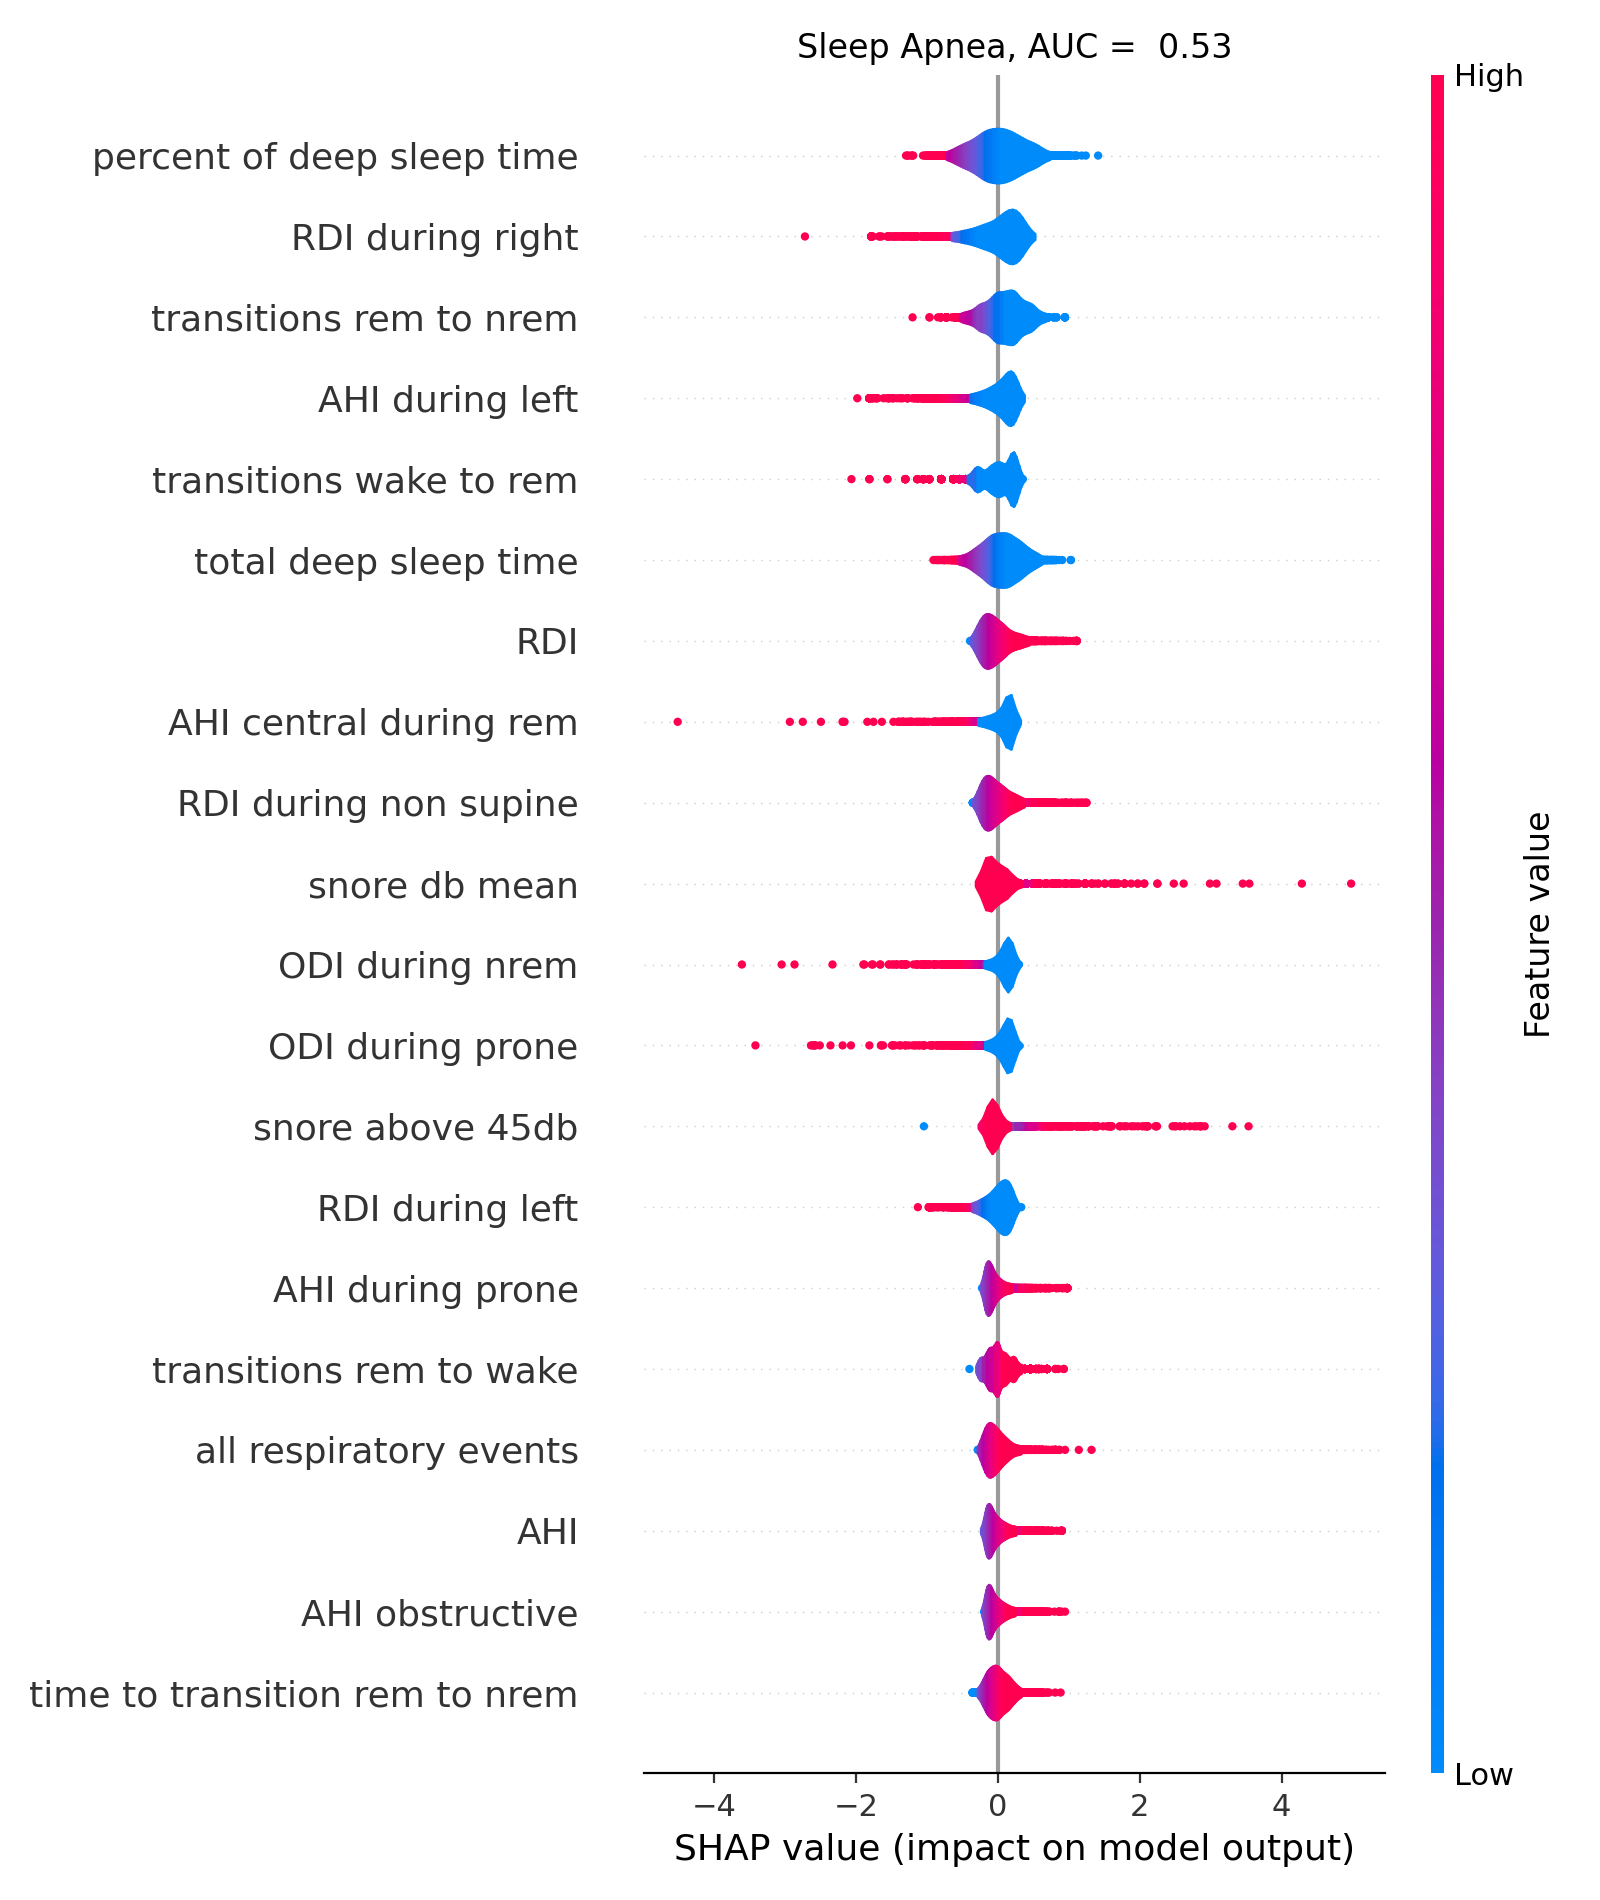 Sleep Apnea, AUC =  0.53
High
percent of deep sleep time
RDI during right
transitions rem to nrem
AHI during left
transitions wake to rem
total deep sleep time
RDI
AHI central during rem
RDI during non supine
snore db mean
ODI during nrem
ODI during prone
snore above 45db
RDI during left
AHI during prone
transitions rem to wake
all respiratory events
AHI
AHI obstructive
time to transition rem to nrem
Feature value
Low
−4 −2 0 2 4
SHAP value (impact on model output)